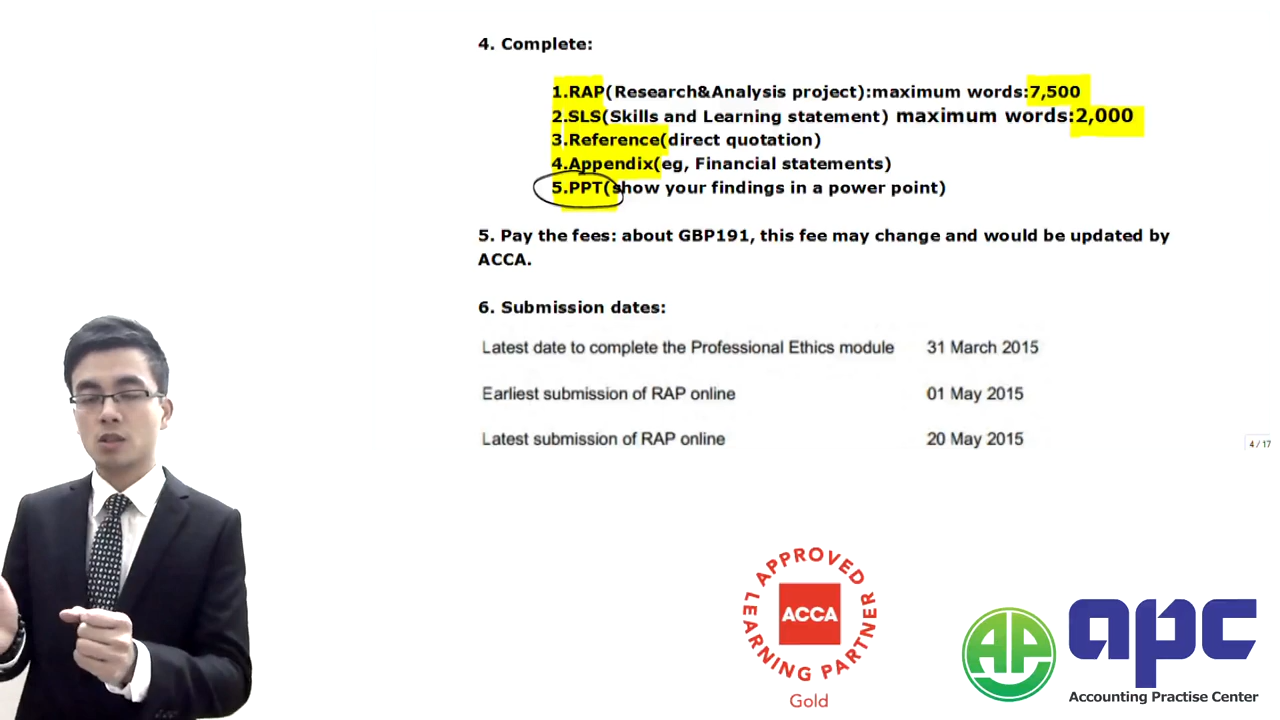 4. Complete:
1.RAP(Research&Analysis project):maximum words:7,500
2.SLS(Skills and Learning statement) maximum words:2,000
3.Reference(direct quotation)
4.Appendix(eg, Financial statements)
5.PPT(show your findings in a power point)
5. Pay the fees: about GBP191, this fee may change and would be updated by
ACCA.
6. Submission dates:
Latest date to complete the Professional Ethics module 31 March 2015
Earliest submission of RAP online 01 May 2015
Latest submission of RAP online 20 May 2015
4 / 17
APPROVED
ACCA
LEARNING PARTNER
Gold
AP
apc
Accounting Practise Center